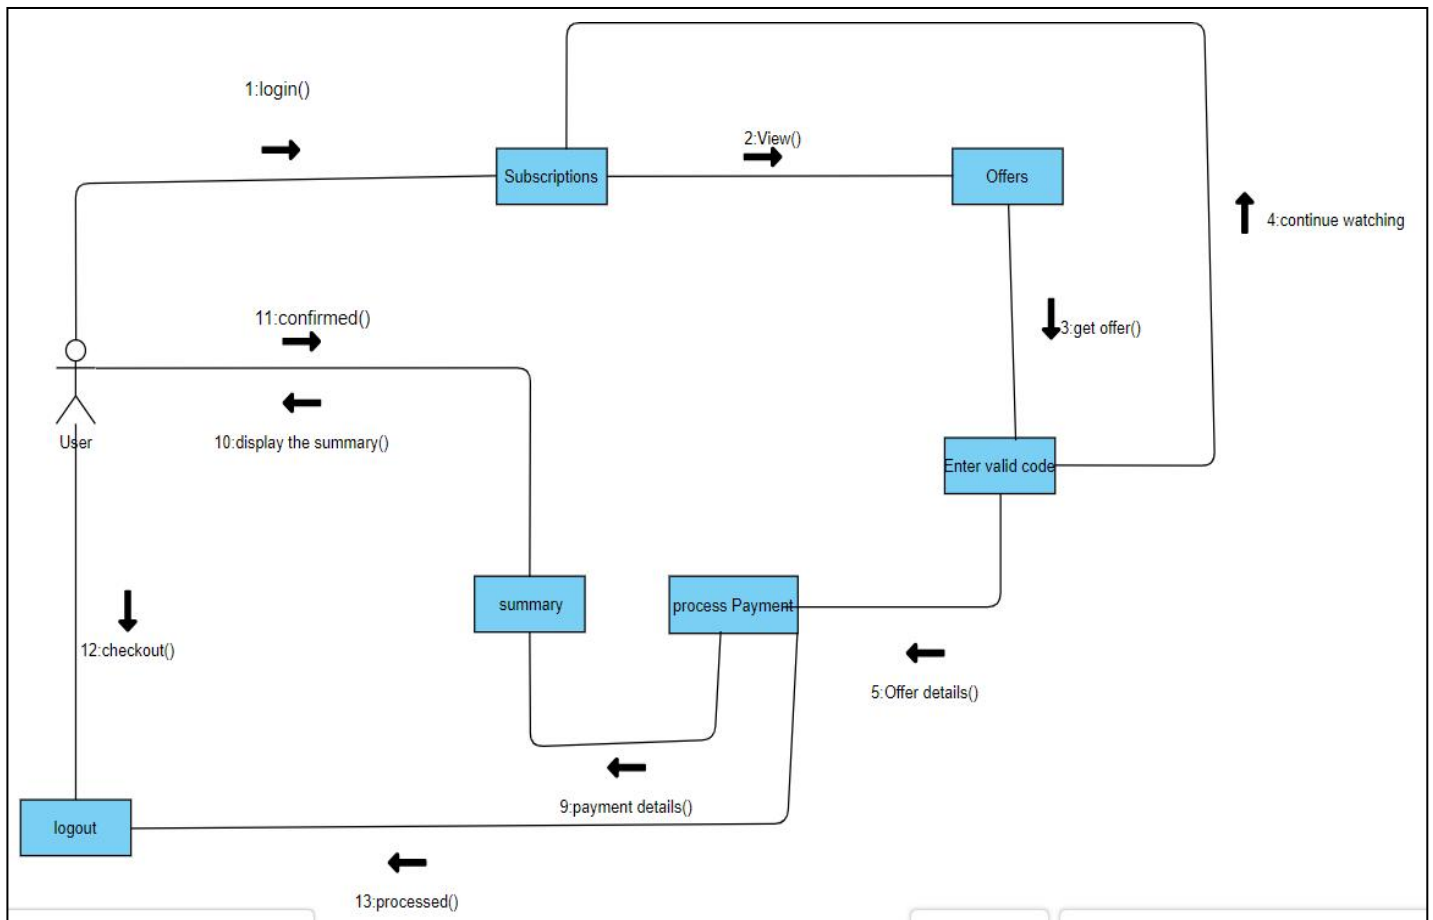 1:login()
2:View()
Subscriptions
Offers
4:continue watching
11:confirmed()
3:get offer()
User
10:display the summary()
Enter valid code
summary
process Payment
12:checkout()
5:Offer details()
9:payment details()
logout
13:processed()